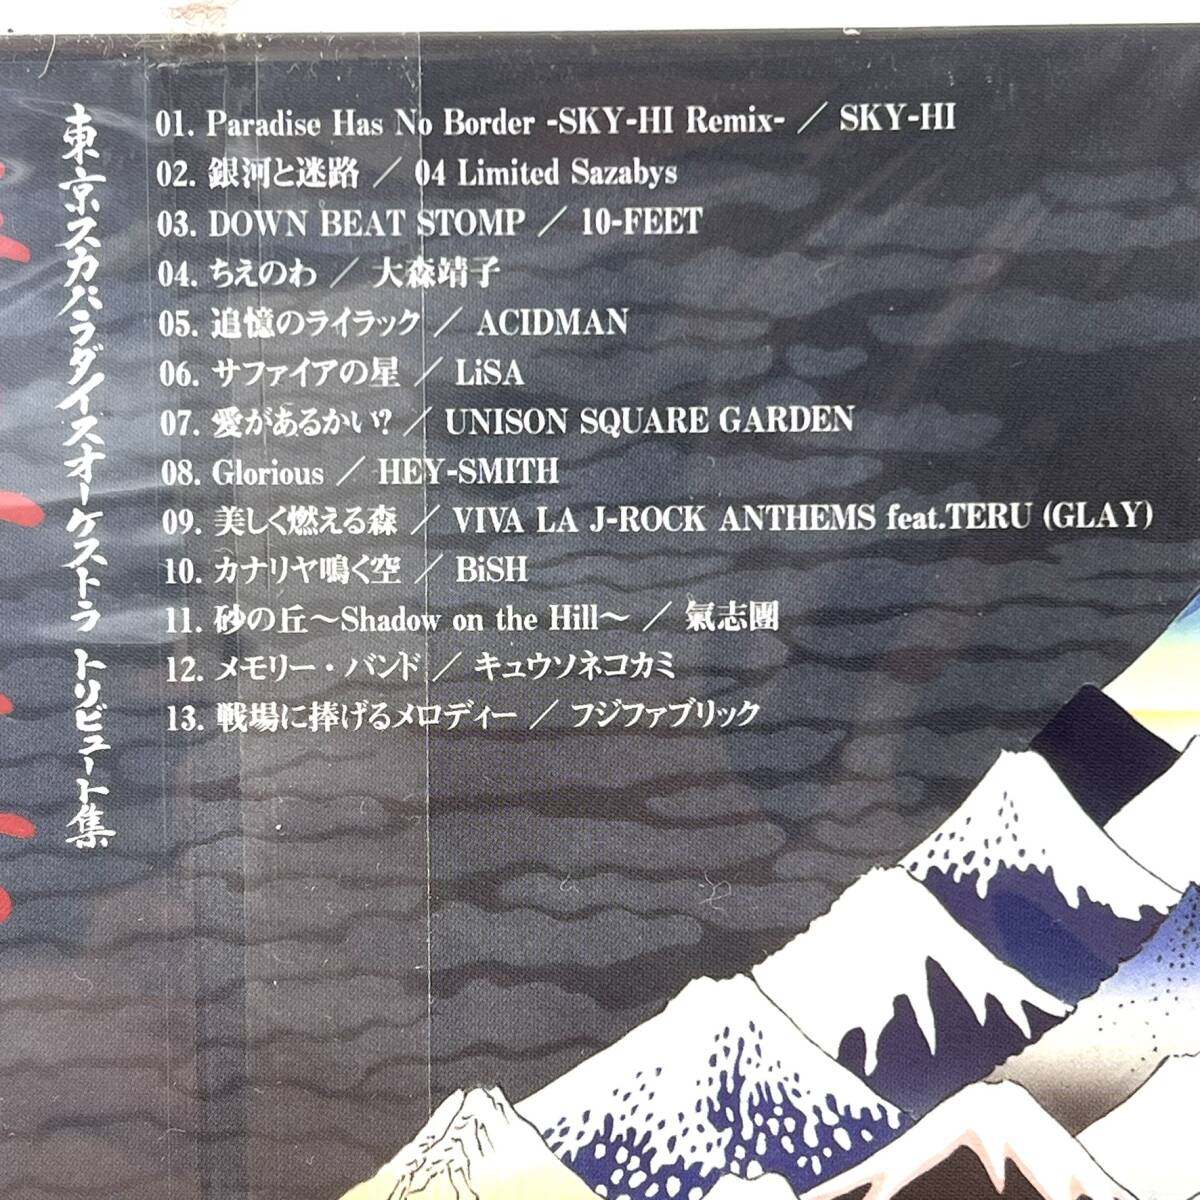 東京スカパラダイスオーケストラ トリビュート集
01. Paradise Has No Border -SKY-HI Remix- ／ SKY-HI
02. 銀河と迷路 ／ 04 Limited Sazabys
03. DOWN BEAT STOMP ／ 10-FEET
04. ちえのわ ／ 大森靖子
05. 追憶のライラック ／ ACIDMAN
06. サファイアの星 ／ LiSA
07. 愛があるかい? ／ UNISON SQUARE GARDEN
08. Glorious ／ HEY-SMITH
09. 美しく燃える森 ／ VIVA LA J-ROCK ANTHEMS feat.TERU (GLAY)
10. カナリヤ鳴く空 ／ BiSH
11. 砂の丘〜Shadow on the Hill〜 ／ 氣志團
12. メモリー・バンド ／ キュウソネコカミ
13. 戦場に捧げるメロディー ／ フジファブリック